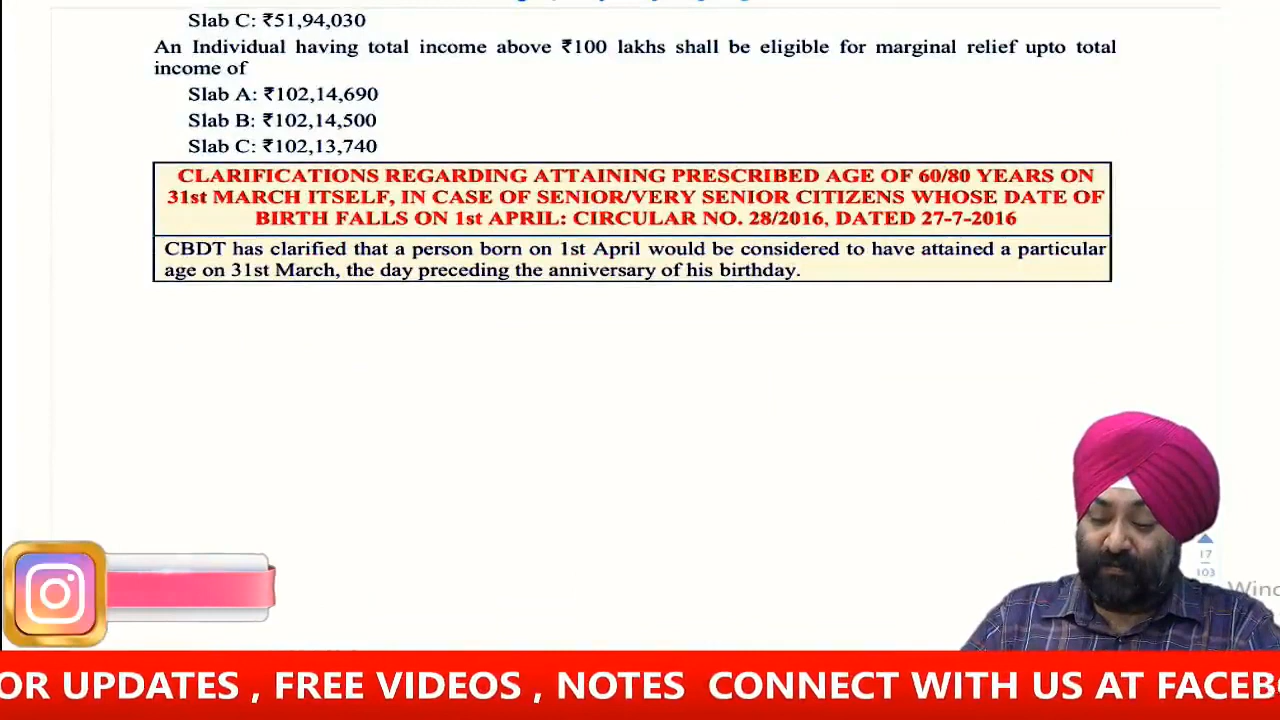 Slab C: ₹51,94,030
An Individual having total income above ₹100 lakhs shall be eligible for marginal relief upto total
income of
Slab A: ₹102,14,690
Slab B: ₹102,14,500
Slab C: ₹102,13,740
CLARIFICATIONS REGARDING ATTAINING PRESCRIBED AGE OF 60/80 YEARS ON
31st MARCH ITSELF, IN CASE OF SENIOR/VERY SENIOR CITIZENS WHOSE DATE OF
BIRTH FALLS ON 1st APRIL: CIRCULAR NO. 28/2016, DATED 27-7-2016
CBDT has clarified that a person born on 1st April would be considered to have attained a particular
age on 31st March, the day preceding the anniversary of his birthday.
17
103
Wind
OR UPDATES , FREE VIDEOS , NOTES CONNECT WITH US AT FACEB